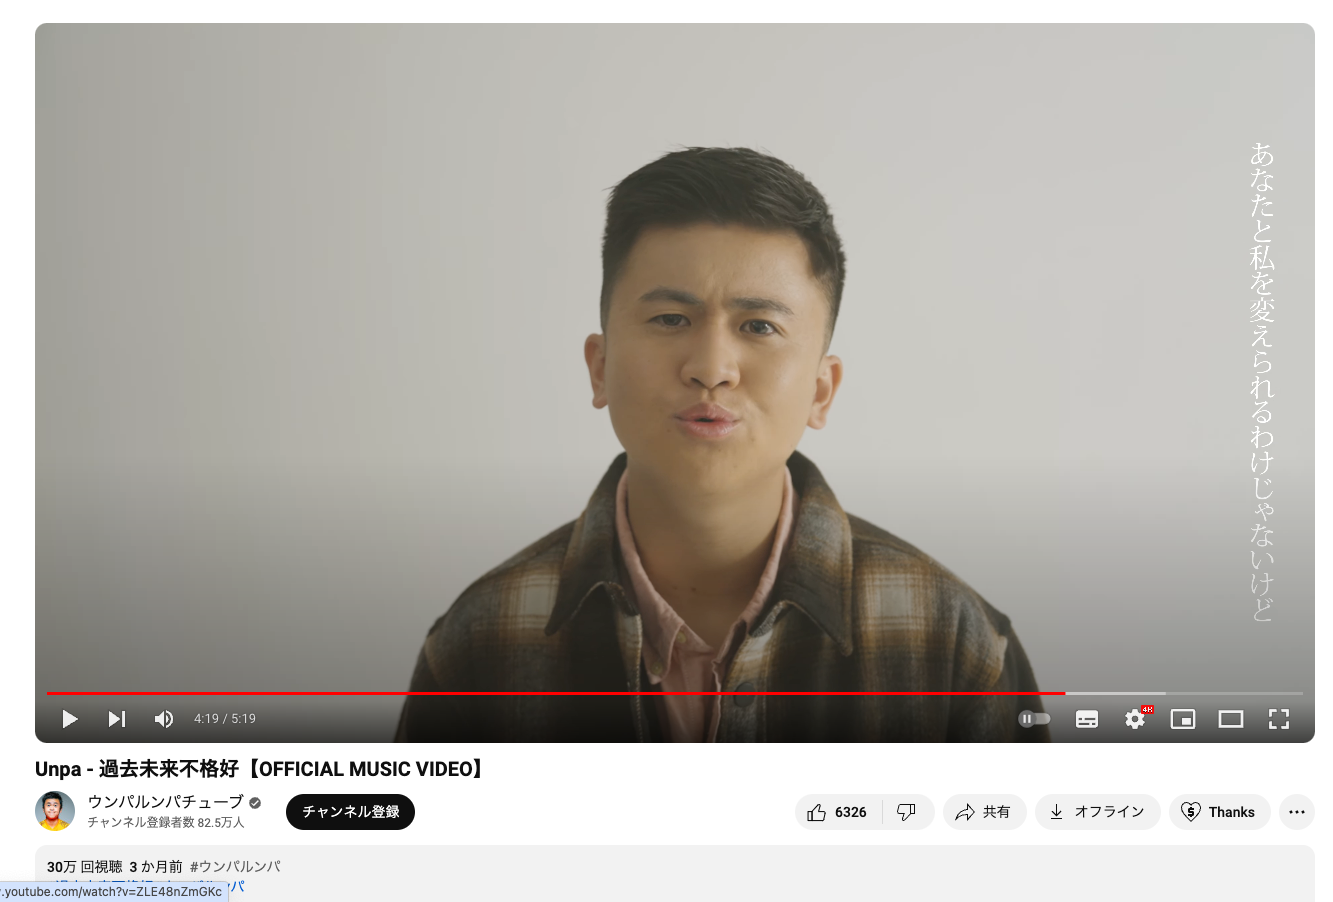 あなたと私を変えられるわけじゃないけど
4:19 / 5:19
4K
Unpa - 過去未来不格好【OFFICIAL MUSIC VIDEO】
ウンパルンパチューブ
チャンネル登録者数 82.5万人
チャンネル登録
6326
共有
オフライン
Thanks
30万 回視聴 3 か月前 #ウンパルンパ
.youtube.com/watch?v=ZLE48nZmGKc